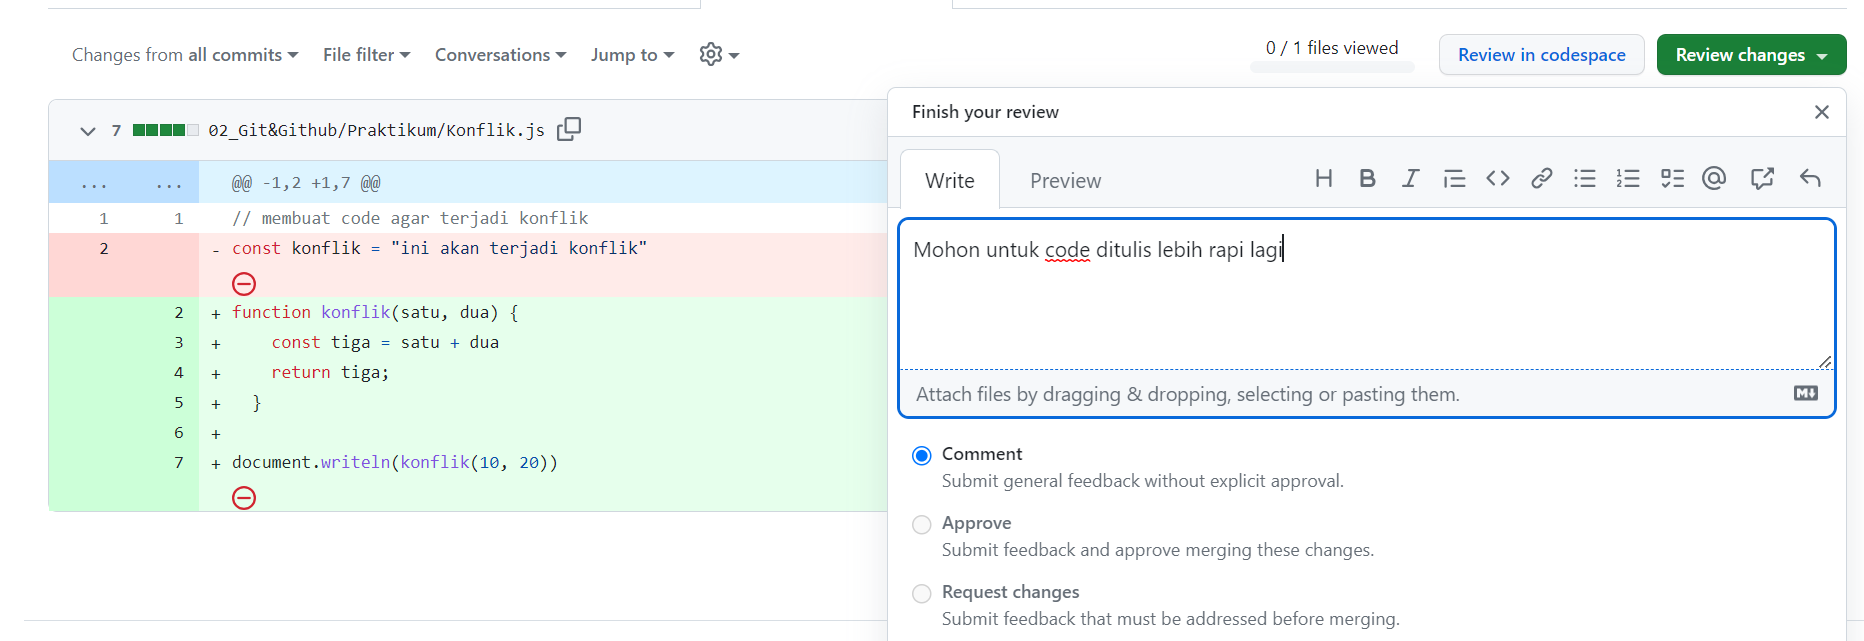 Changes from all commits File filter Conversations Jump to
0 / 1 files viewed
Review in codespace
Review changes
7 02_Git&Github/Praktikum/Konflik.js
... ... @@ -1,2 +1,7 @@
1 1 // membuat code agar terjadi konflik
2 - const konflik = "ini akan terjadi konflik"
2 + function konflik(satu, dua) {
3 + const tiga = satu + dua
4 + return tiga;
5 + }
6 +
7 + document.writeln(konflik(10, 20))
Finish your review
Write Preview
Mohon untuk code ditulis lebih rapi lagi
Attach files by dragging & dropping, selecting or pasting them.
Comment
Submit general feedback without explicit approval.
Approve
Submit feedback and approve merging these changes.
Request changes
Submit feedback that must be addressed before merging.